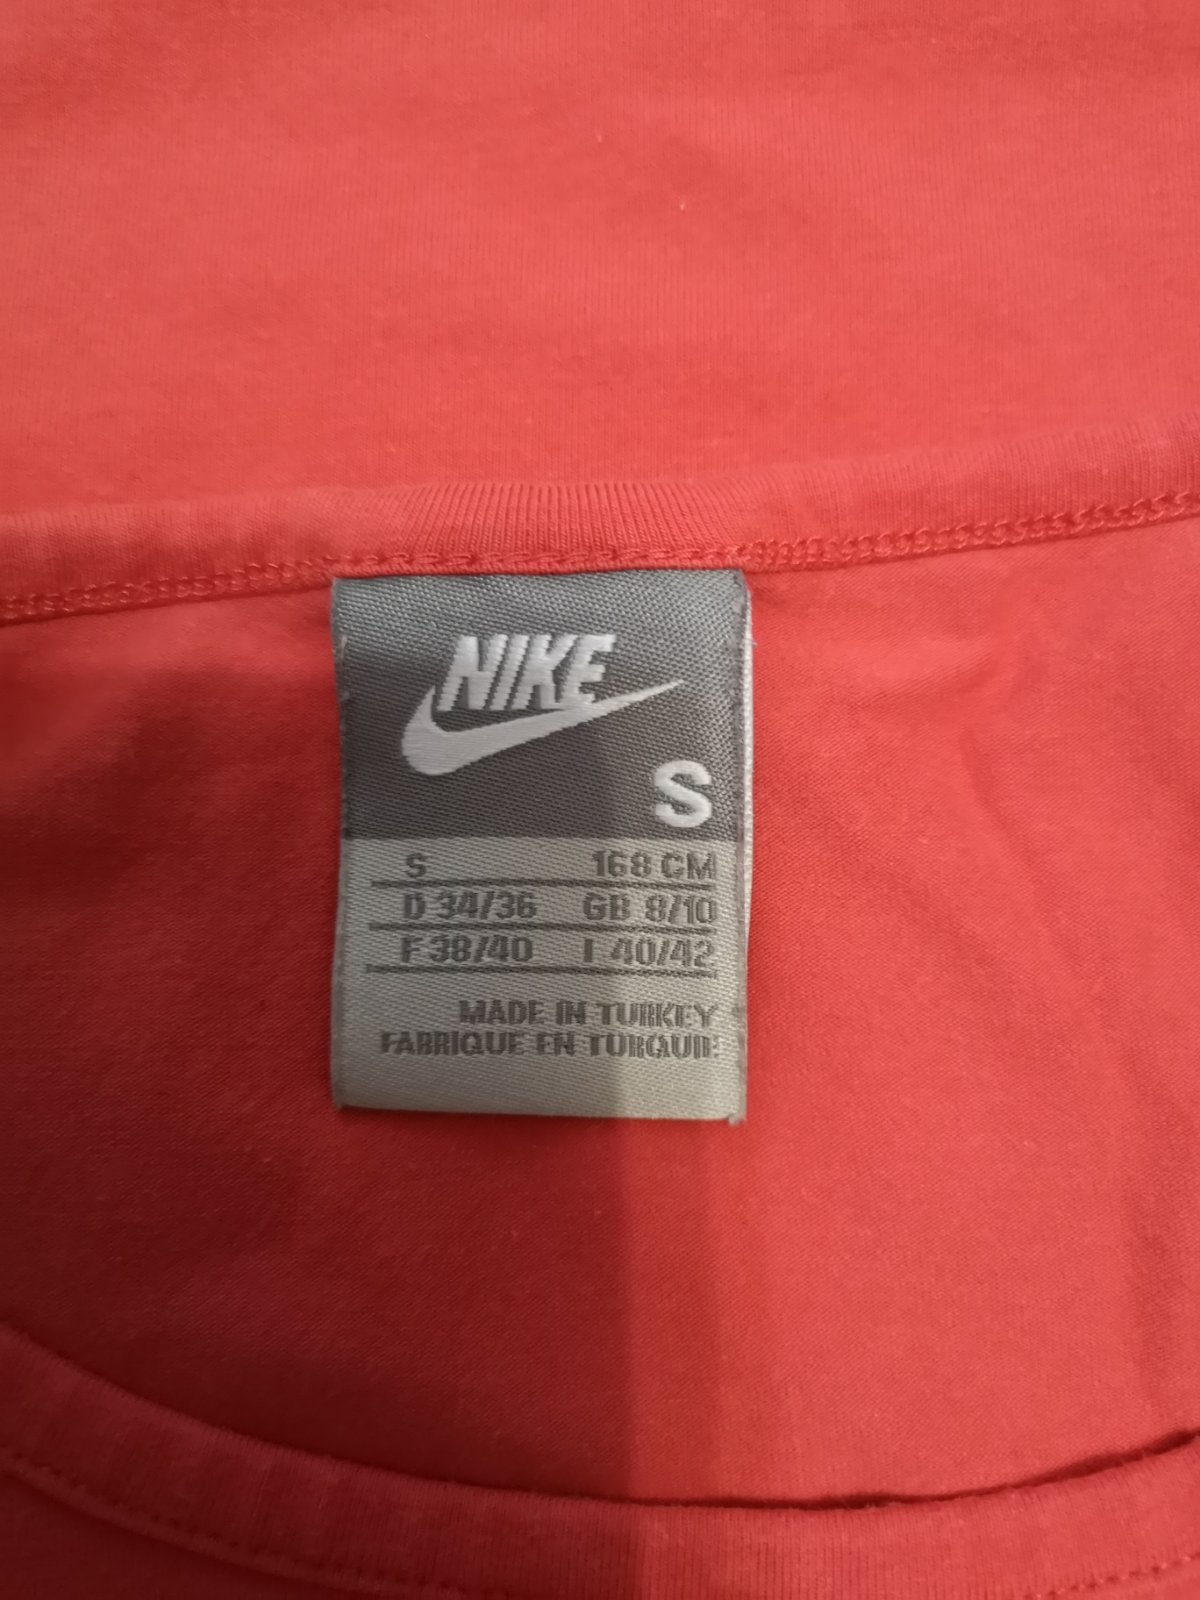 NIKE
S
S 168 CM
D 34/36 GB 8/10
F 38/40 I 40/42
MADE IN TURKEY
FABRIQUE EN TURQUIE